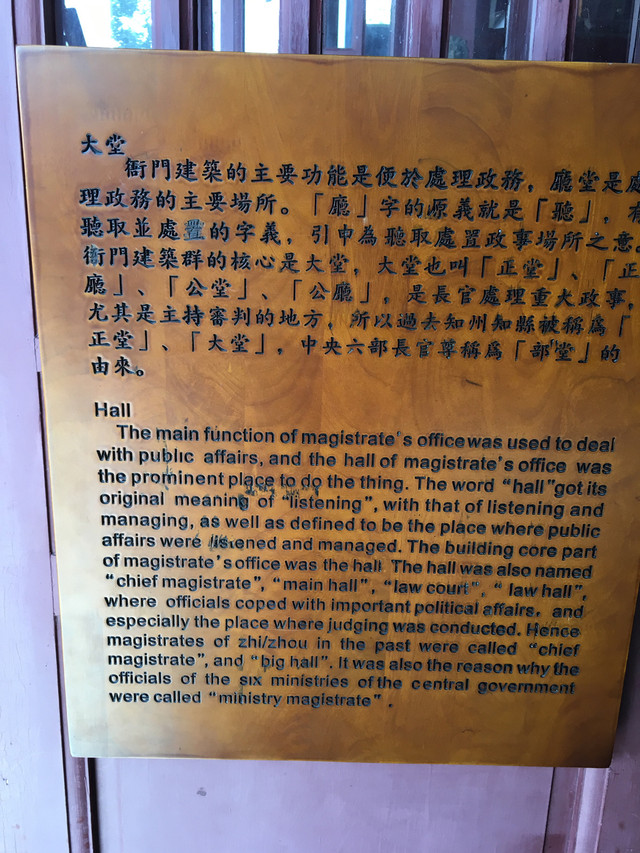 大堂
衙門建築的主要功能是便於處理政務，廳堂是處
理政務的主要場所。「廳」字的源義就是「聽」，有
聽取並處置的字義，引申為聽取處置政事場所之意。
衙門建築群的核心是大堂，大堂也叫「正堂」、「正
廳」、「公堂」、「公廳」，是長官處理重大政事，
尤其是主持審判的地方，所以過去知州知縣被稱爲「
正堂」、「大堂」，中央六部長官尊稱爲「部堂」的
由來。
Hall
The main function of magistrate's office was used to deal
with public affairs, and the hall of magistrate's office was
the prominent place to do the thing. The word “hall”got its
original meaning of “listening”, with that of listening and
managing, as well as defined to be the place where public
affairs were listened and managed. The building core part
of magistrate's office was the hall. The hall was also named
“chief magistrate”, “main hall”, “law court”, “ law hall”,
where officials coped with important political affairs, and
especially the place where judging was conducted. Hence
magistrates of zhi/zhou in the past were called “chief
magistrate”, and “big hall”. It was also the reason why the
officials of the six ministries of the central government
were called “ministry magistrate” .